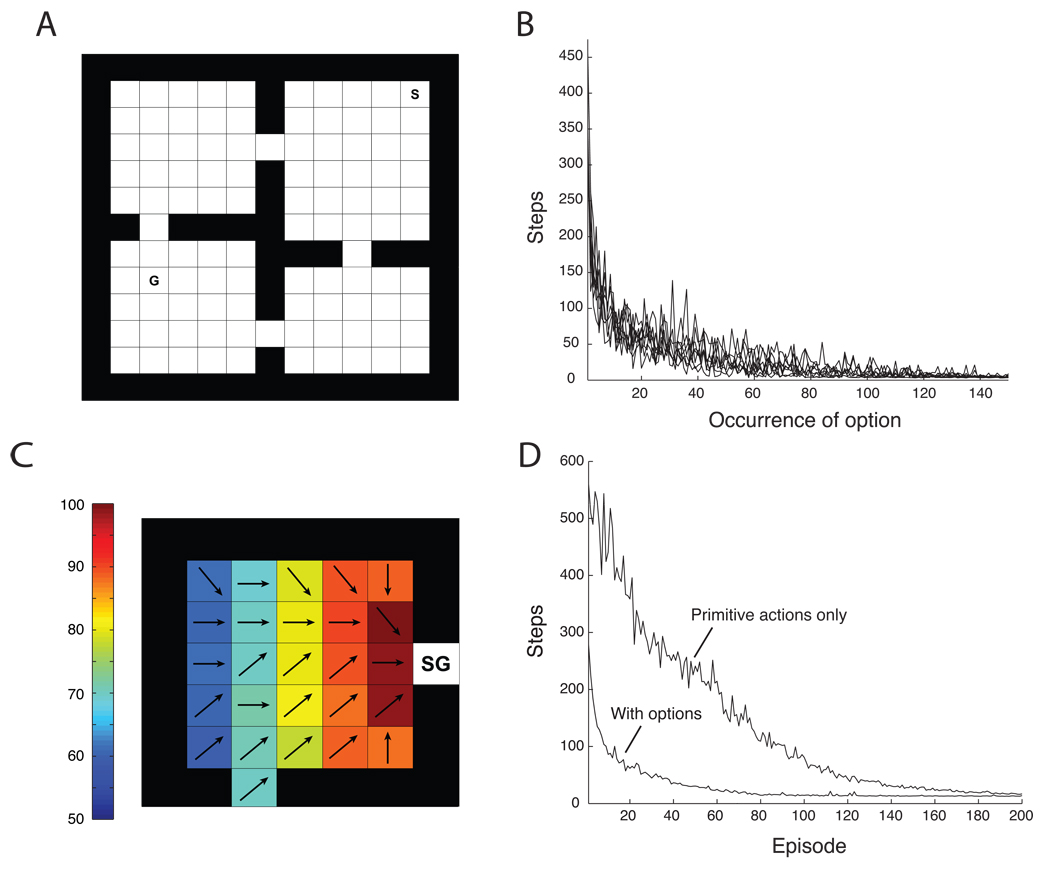 A
S
G
B
450
400
350
300
250
200
150
100
50
0
Steps
20 40 60 80 100 120 140
Occurrence of option
C
100
90
80
70
60
50
SG
D
600
500
400
300
200
100
0
Steps
Primitive actions only
With options
20 40 60 80 100 120 140 160 180 200
Episode